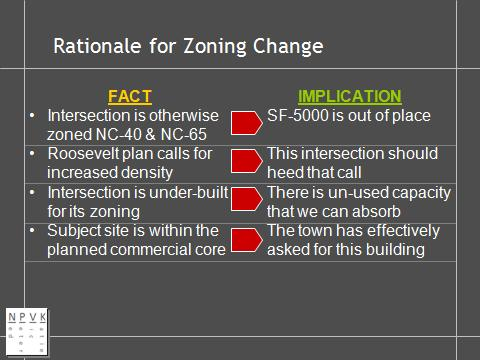 Rationale for Zoning Change
FACT
IMPLICATION
• Intersection is otherwise
zoned NC-40 & NC-65
SF-5000 is out of place
• Roosevelt plan calls for
increased density
This intersection should
heed that call
• Intersection is under-built
for its zoning
There is un-used capacity
that we can absorb
• Subject site is within the
planned commercial core
The town has effectively
asked for this building
N P V K